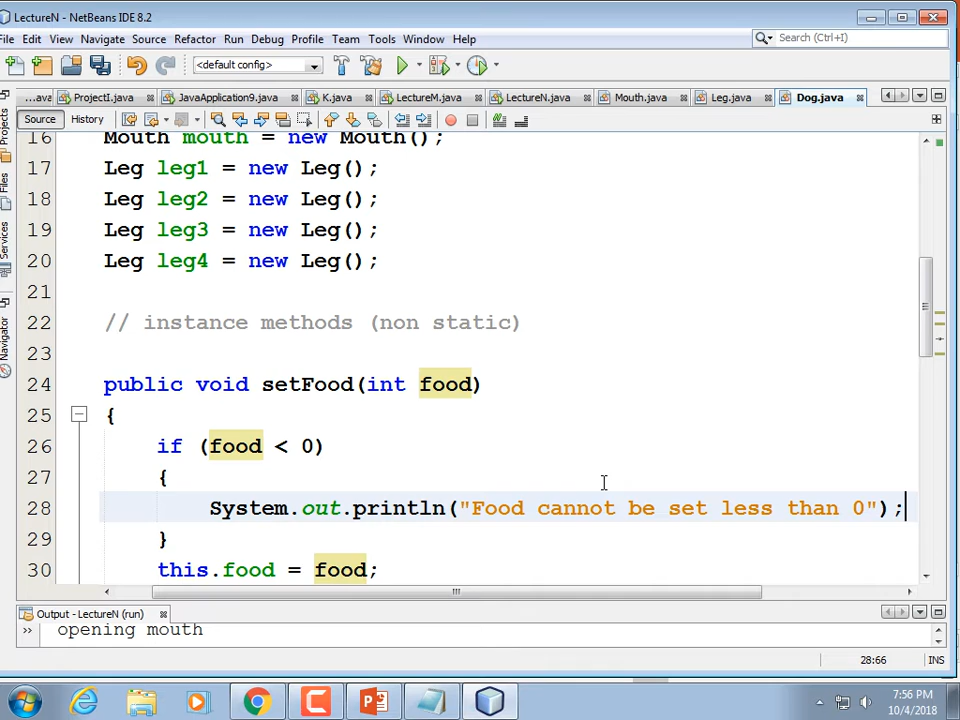 LectureN - NetBeans IDE 8.2
File Edit View Navigate Source Refactor Run Debug Profile Team Tools Window Help
Search (Ctrl+I)
<default config>
...ava ProjectI.java JavaApplication9.java K.java LectureM.java LectureN.java Mouth.java Leg.java Dog.java
Source History
Projects
Files
Services
Navigator
16 Mouth mouth = new Mouth();
17 Leg leg1 = new Leg();
18 Leg leg2 = new Leg();
19 Leg leg3 = new Leg();
20 Leg leg4 = new Leg();
21
22 // instance methods (non static)
23
24 public void setFood(int food)
25 {
26 if (food < 0)
27 {
28 System.out.println("Food cannot be set less than 0");
29 }
30 this.food = food;
Output - LectureN (run)
opening mouth
28:66 INS
7:56 PM
10/4/2018